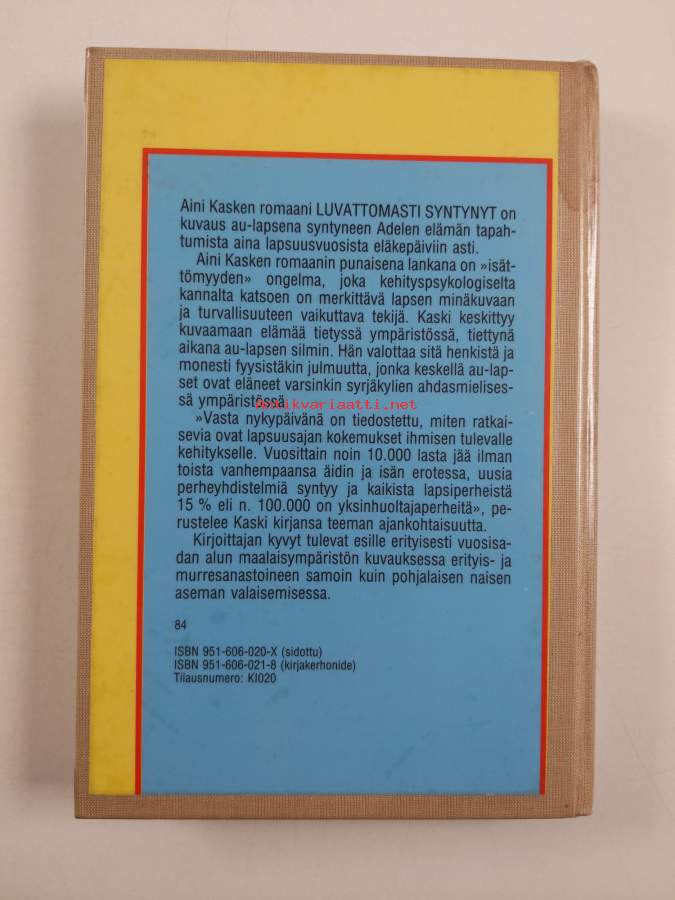 Aini Kasken romaani LUVATTOMASTI SYNTYNYT on
kuvaus au-lapsena syntyneen Adelen elämän tapah-
tumista aina lapsuusvuosista eläkepäiviin asti.
Aini Kasken romaanin punaisena lankana on »isät-
tömyyden» ongelma, joka kehityspsykologiselta
kannalta katsoen on merkittävä lapsen minäkuvaan
ja turvallisuuteen vaikuttava tekijä. Kaski keskittyy
kuvaamaan elämää tietyssä ympäristössä, tiettynä
aikana au-lapsen silmin. Hän valottaa sitä henkistä ja
monesti fyysistäkin julmuutta, jonka keskellä au-lap-
set ovat eläneet varsinkin syrjäkylien ahdasmielises-
sä ympäristössä.
antikvariaatti.net
»Vasta nykypäivänä on tiedostettu, miten ratkai-
sevia ovat lapsuusajan kokemukset ihmisen tulevalle
kehitykselle. Vuosittain noin 10.000 lasta jää ilman
toista vanhempaansa äidin ja isän erotessa, uusia
perheyhdistelmiä syntyy ja kaikista lapsiperheistä
15 % eli n. 100.000 on yksinhuoltajaperheitä», pe-
rustelee Kaski kirjansa teeman ajankohtaisuutta.
Kirjoittajan kyvyt tulevat esille erityisesti vuosisa-
dan alun maalaisympäristön kuvauksessa erityis- ja
murresanastoineen samoin kuin pohjalaisen naisen
aseman valaisemisessa.
84
ISBN 951-606-020-X (sidottu)
ISBN 951-606-021-8 (kirjakerhonide)
Tilausnumero: KI020